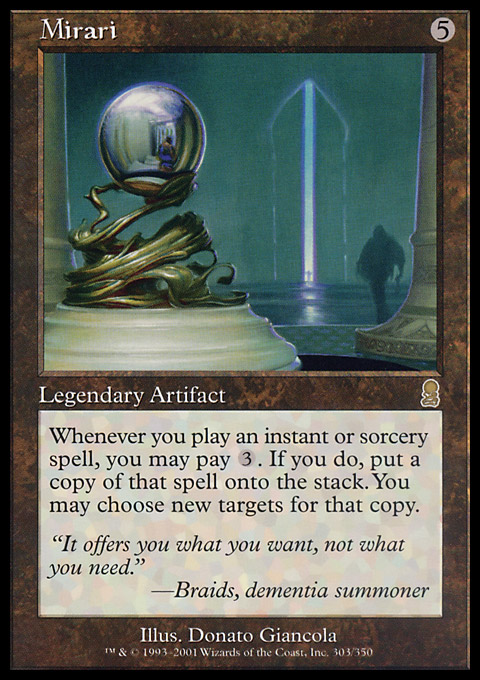 Mirari 5
Legendary Artifact
Whenever you play an instant or sorcery
spell, you may pay 3. If you do, put a
copy of that spell onto the stack. You
may choose new targets for that copy.
“It offers you what you want, not what
you need.”
—Braids, dementia summoner
Illus. Donato Giancola
™ & © 1993–2001 Wizards of the Coast, Inc. 303/350